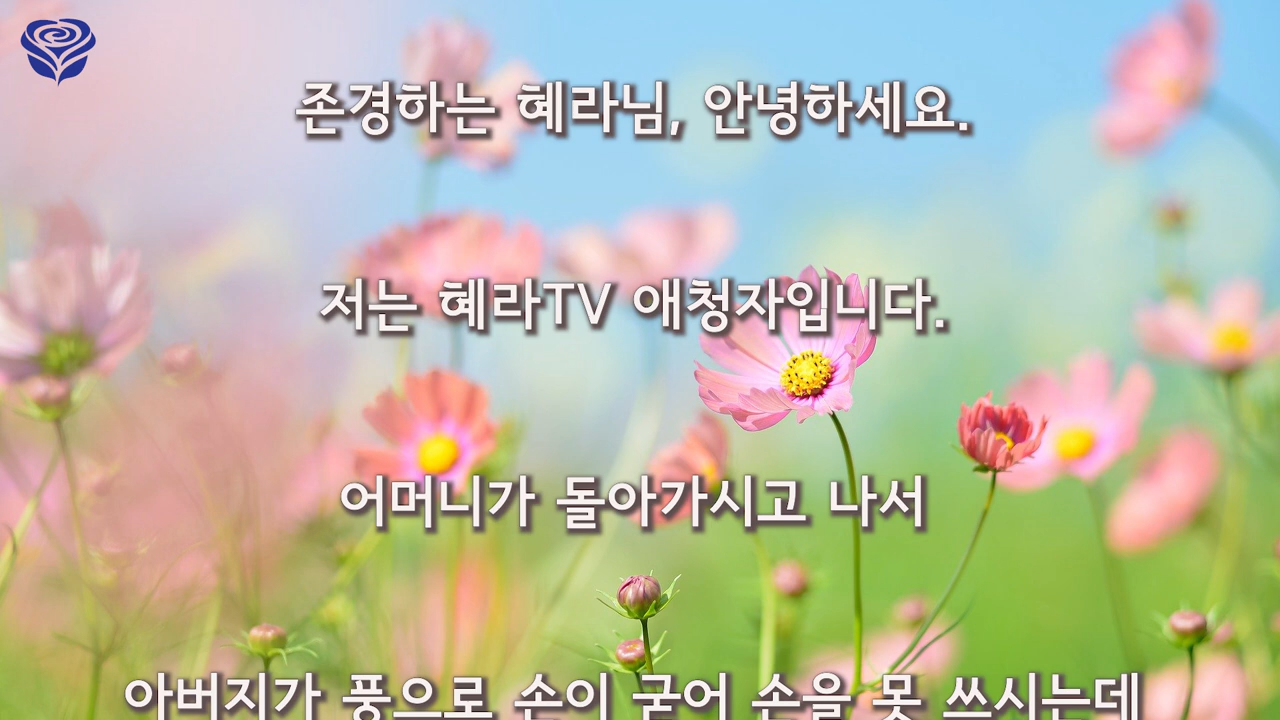 존경하는 혜라님, 안녕하세요.
저는 혜라TV 애청자입니다.
어머니가 돌아가시고 나서
아버지가 풍으로 손이 굳어 손을 못 쓰시는데